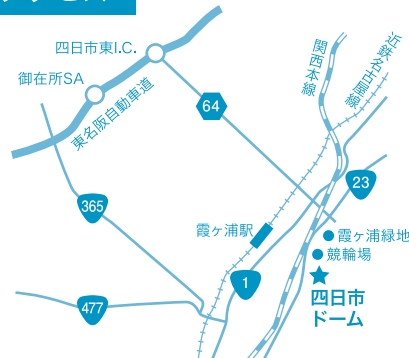 四日市東I.C.
御在所SA
東名阪自動車道
64
関西本線
近鉄名古屋線
23
365
霞ヶ浦駅
霞ヶ浦緑地
競輪場
1
四日市
ドーム
477